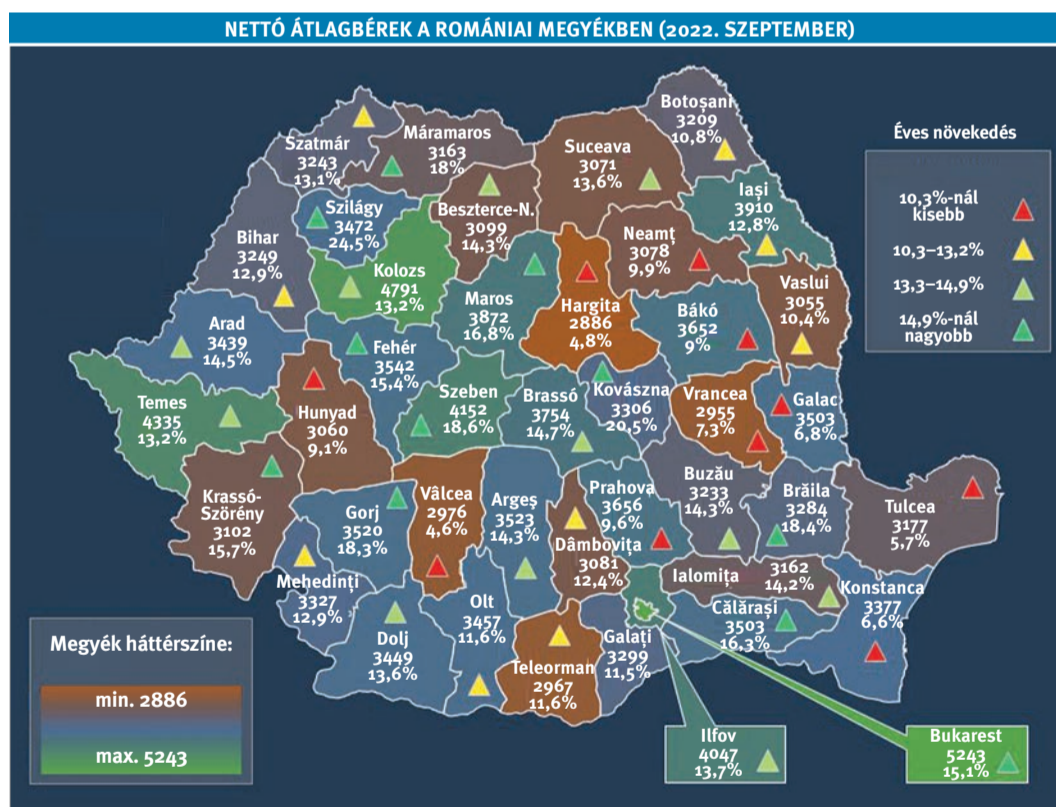 NETTÓ ÁTLAGBÉREK A ROMÁNIAI MEGYÉKBEN (2022. SZEPTEMBER)
Botoșani
3209
10,8%
Szatmár
3243
13,1%
Máramaros
3163
18%
Suceava
3071
13,6%
Éves növekedés
10,3%-nál
kisebb
10,3–13,2%
13,3–14,9%
14,9%-nál
nagyobb
Iași
3910
12,8%
Szilágy
3472
24,5%
Beszterce-N.
3099
14,3%
Neamț
3078
9,9%
Bihar
3249
12,9%
Kolozs
4791
13,2%
Maros
3872
16,8%
Hargita
2886
4,8%
Bákó
3652
9%
Vaslui
3055
10,4%
Arad
3439
14,5%
Fehér
3542
15,4%
Szeben
4152
18,6%
Brassó
3754
14,7%
Kovászna
3306
20,5%
Vrancea
2955
7,3%
Galac
3503
6,8%
Temes
4335
13,2%
Hunyad
3060
9,1%
Krassó-
Szörény
3102
15,7%
Gorj
3520
18,3%
Vâlcea
2976
4,6%
Argeș
3523
14,3%
Dâmbovița
3081
12,4%
Prahova
3656
9,6%
Buzău
3233
14,3%
Brăila
3284
18,4%
Tulcea
3177
5,7%
Mehedinți
3327
12,9%
Dolj
3449
13,6%
Olt
3457
11,6%
Teleorman
2967
11,6%
Galați
3299
11,5%
Ialomița
3162
14,2%
Călărași
3503
16,3%
Konstanca
3377
6,6%
Megyék háttérszíne:
min. 2886
max. 5243
Ilfov
4047
13,7%
Bukarest
5243
15,1%